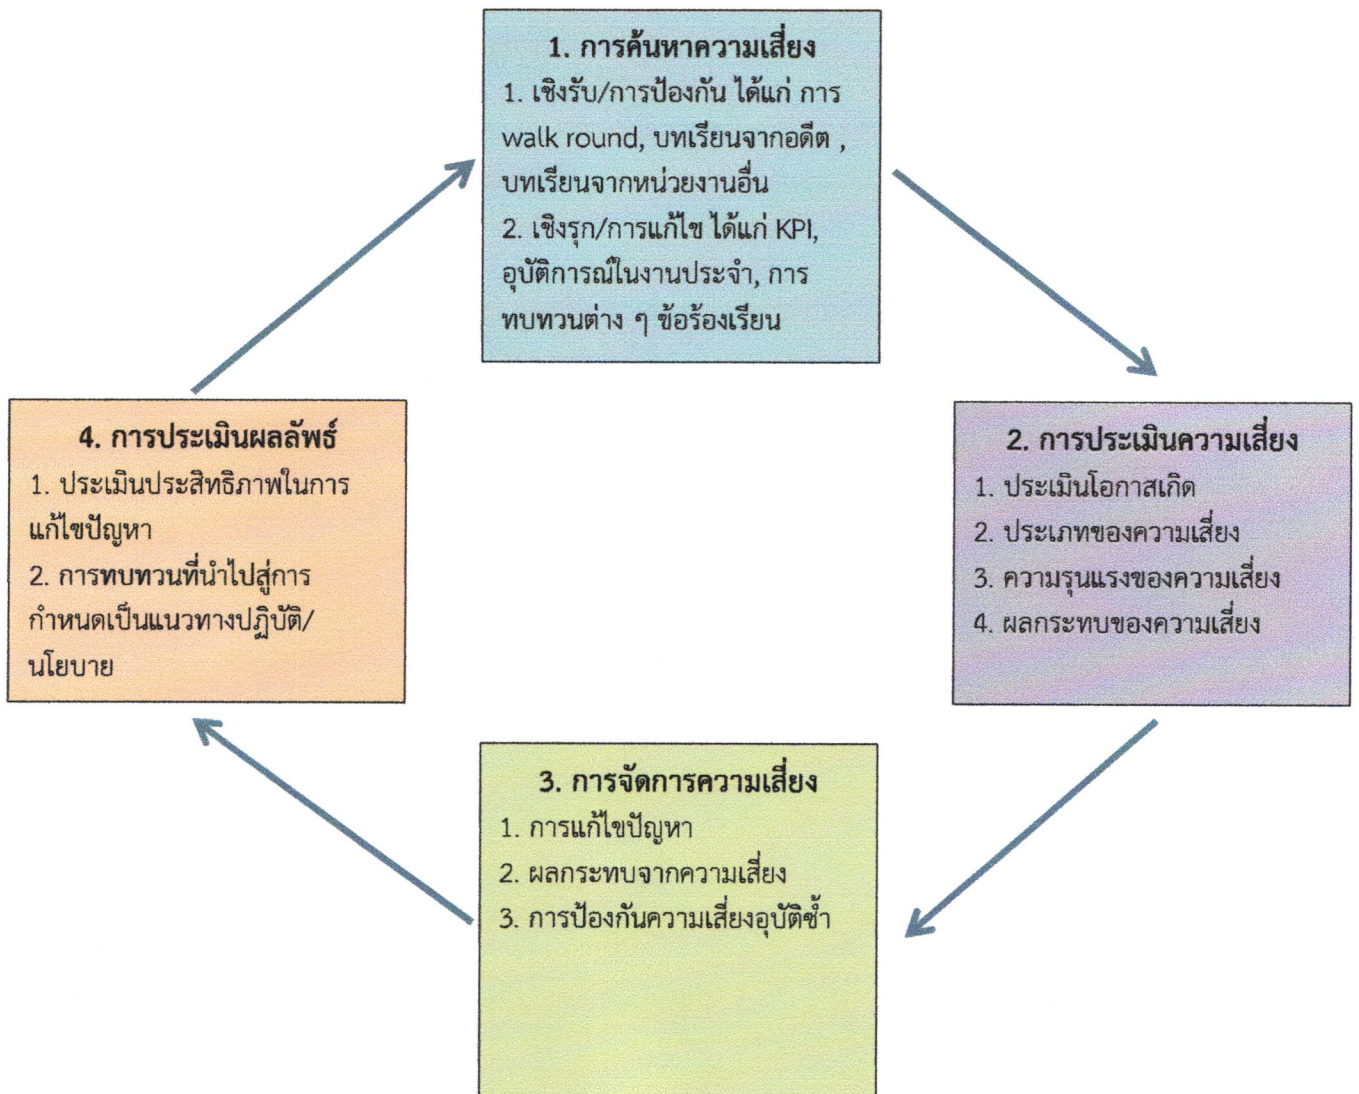 1. การค้นหาความเสี่ยง
1. เชิงรับ/การป้องกัน ได้แก่ การ
walk round, บทเรียนจากอดีต ,
บทเรียนจากหน่วยงานอื่น
2. เชิงรุก/การแก้ไข ได้แก่ KPI,
อุบัติการณ์ในงานประจำ, การ
ทบทวนต่าง ๆ ข้อร้องเรียน
2. การประเมินความเสี่ยง
1. ประเมินโอกาสเกิด
2. ประเภทของความเสี่ยง
3. ความรุนแรงของความเสี่ยง
4. ผลกระทบของความเสี่ยง
3. การจัดการความเสี่ยง
1. การแก้ไขปัญหา
2. ผลกระทบจากความเสี่ยง
3. การป้องกันความเสี่ยงอุบัติซ้ำ
4. การประเมินผลลัพธ์
1. ประเมินประสิทธิภาพในการ
แก้ไขปัญหา
2. การทบทวนที่นำไปสู่การ
กำหนดเป็นแนวทางปฏิบัติ/
นโยบาย